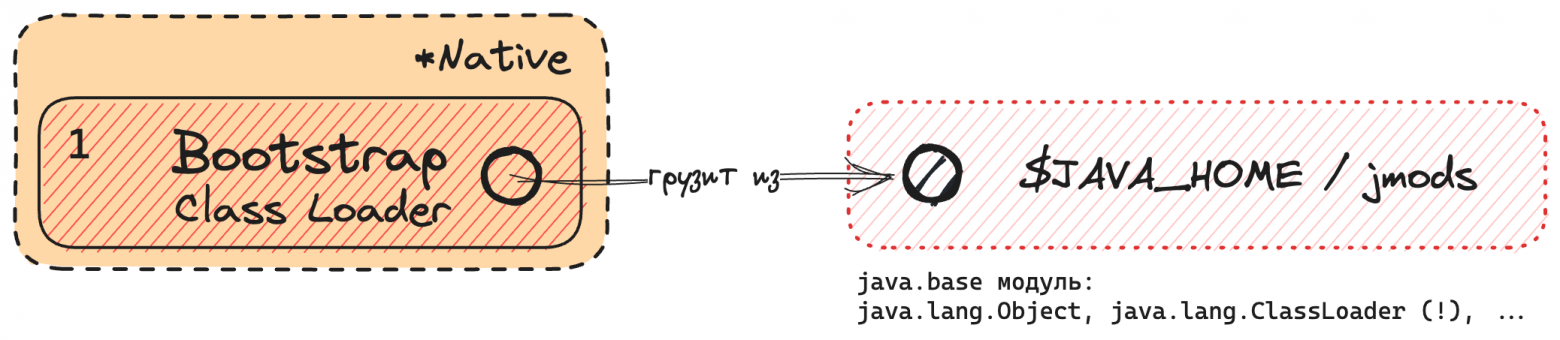 *Native
1
Bootstrap
Class Loader
грузит из
$JAVA_HOME / jmods
java.base модуль:
java.lang.Object, java.lang.ClassLoader (!), ...